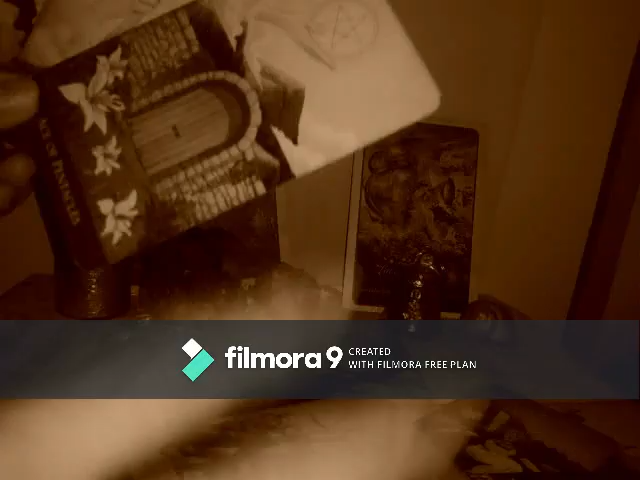 ACE OF PENTACLES
filmora 9
CREATED
WITH FILMORA FREE PLAN